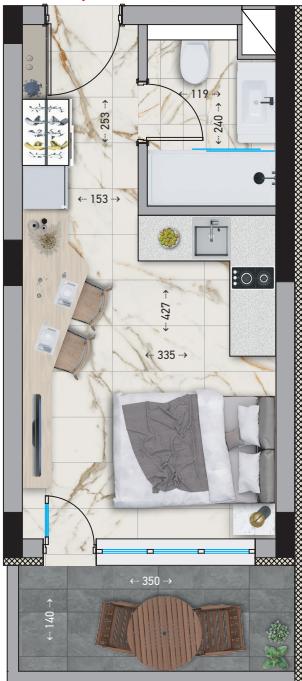 ← 119 →
← 240 →
← 253 →
← 153 →
← 427 →
← 335 →
← 350 →
← 140 →